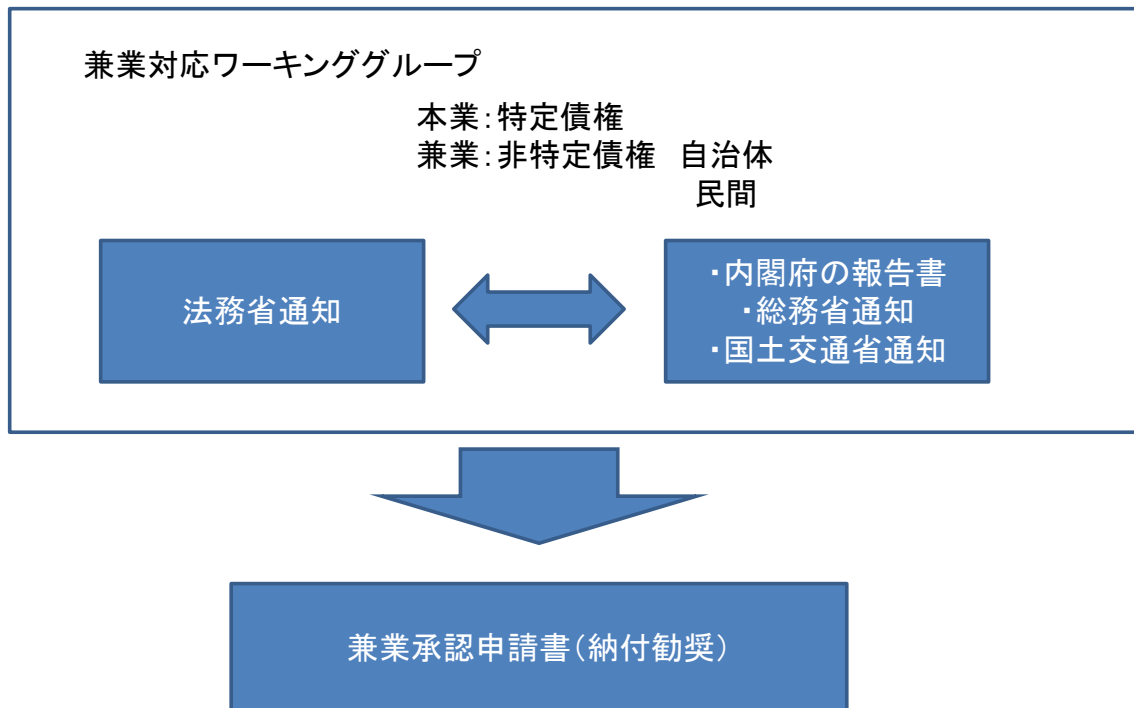 兼業対応ワーキンググループ
本業：特定債権
兼業：非特定債権　自治体
民間
法務省通知
・内閣府の報告書
・総務省通知
・国土交通省通知
兼業承認申請書（納付勧奨）